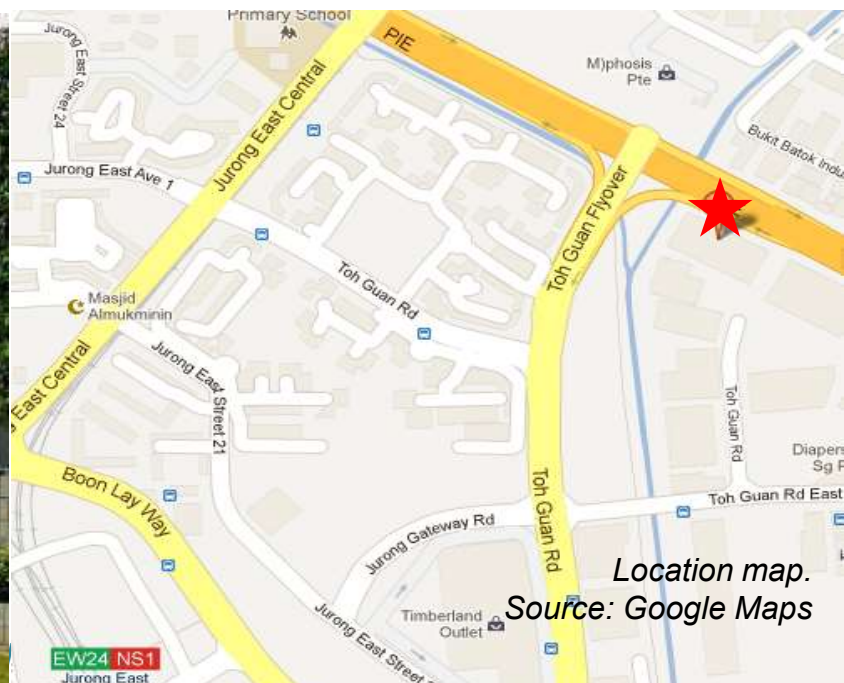 Primary School
PIE
M)phosis
Pte
Jurong East
Street 24
Jurong East Central
Bukit Batok Indu
Jurong East Ave 1
Toh Guan Flyover
Toh Guan Rd
Masjid
Almukminin
Jurong East Street 21
East Central
Toh Guan Rd
Diapers
Sg P
Boon Lay Way
Toh Guan Rd
Toh Guan Rd East
Jurong Gateway Rd
Location map.
Source: Google Maps
Timberland
Outlet
Jurong East Street
EW24 NS1
Jurong East